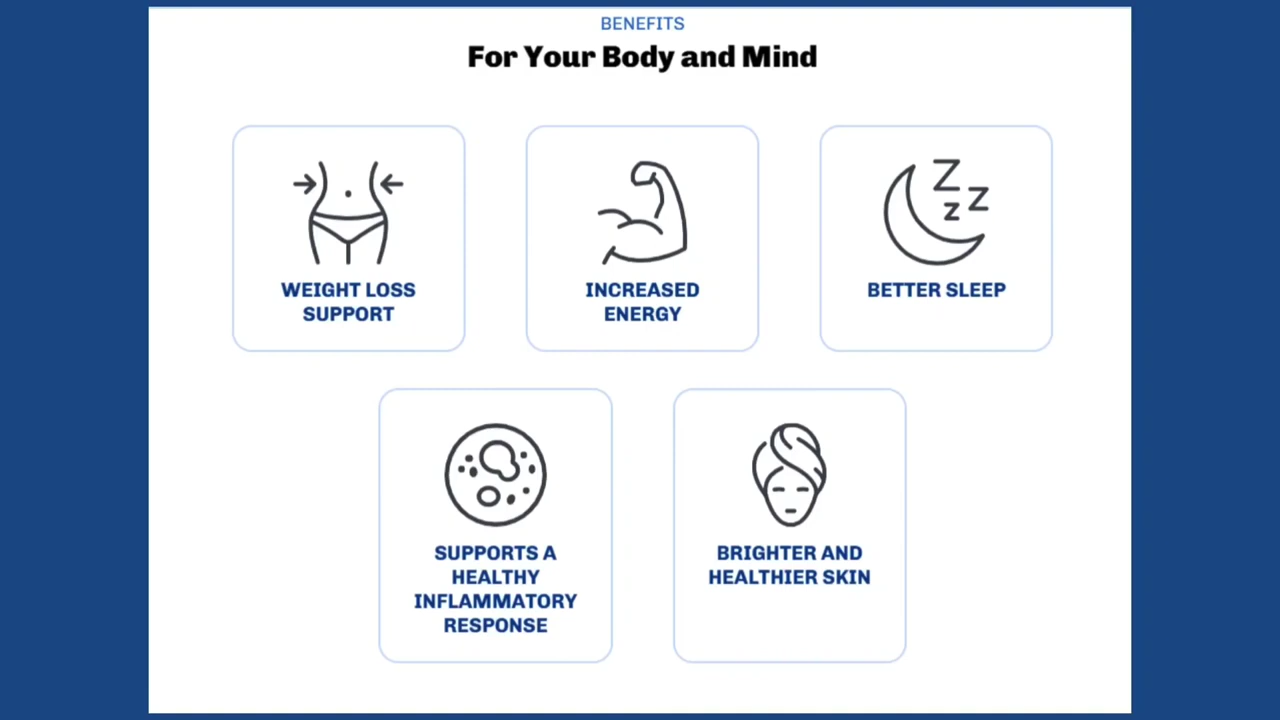 BENEFITS
For Your Body and Mind
Z
Z
Z
WEIGHT LOSS
SUPPORT
INCREASED
ENERGY
BETTER SLEEP
SUPPORTS A
HEALTHY
INFLAMMATORY
RESPONSE
BRIGHTER AND
HEALTHIER SKIN